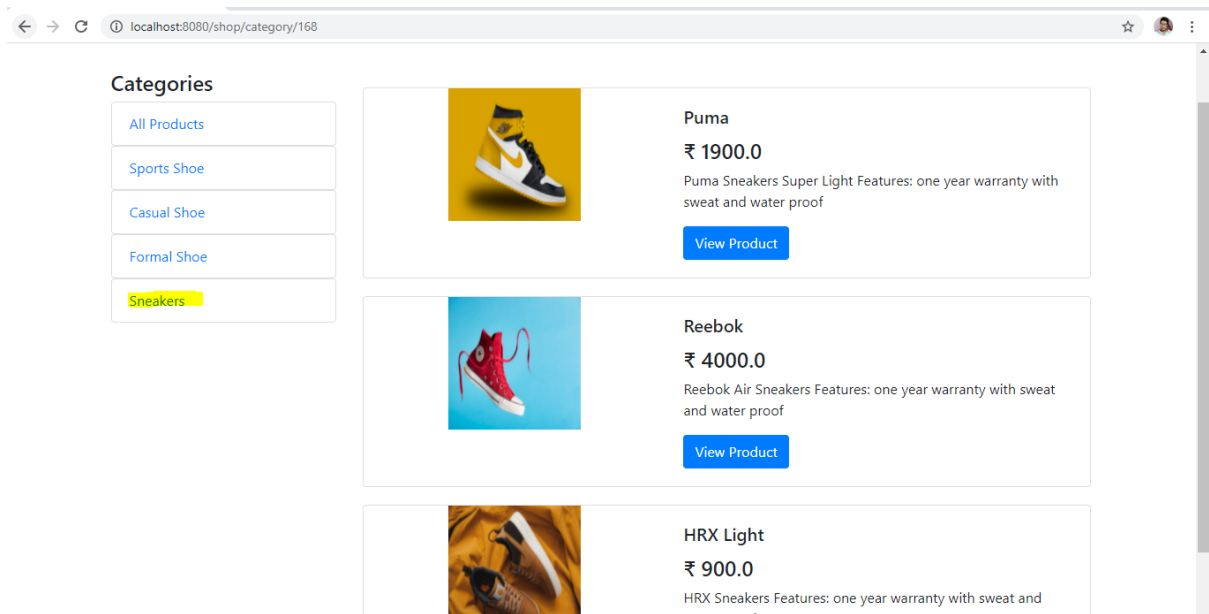 localhost:8080/shop/category/168
Categories
All Products
Sports Shoe
Casual Shoe
Formal Shoe
Sneakers
Puma
₹ 1900.0
Puma Sneakers Super Light Features: one year warranty with
sweat and water proof
View Product
Reebok
₹ 4000.0
Reebok Air Sneakers Features: one year warranty with sweat
and water proof
View Product
HRX Light
₹ 900.0
HRX Sneakers Features: one year warranty with sweat and